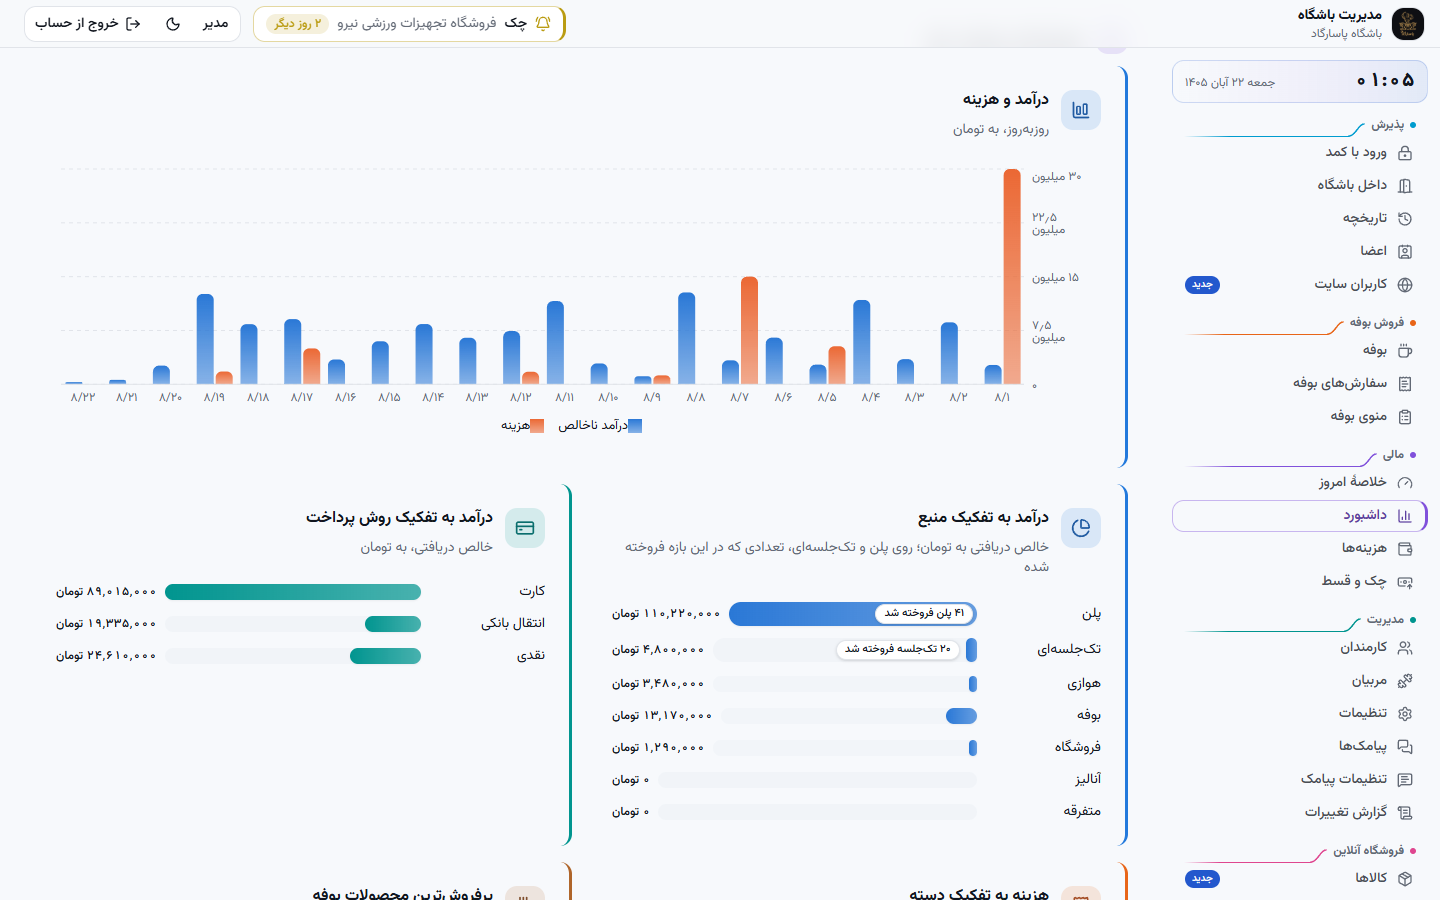 مدیریت باشگاه
باشگاه پاسارگاد
چک فروشگاه تجهیزات ورزشی نیرو ۲ روز دیگر
مدیر
خروج از حساب
۰۱:۰۵
جمعه ۲۲ آبان ۱۴۰۵
پذیرش
ورود با کمد
داخل باشگاه
تاریخچه
اعضا
کاربران سایت جدید
فروش بوفه
بوفه
سفارش‌های بوفه
منوی بوفه
مالی
خلاصهٔ امروز
داشبورد
هزینه‌ها
چک و قسط
مدیریت
کارمندان
مربیان
تنظیمات
پیامک‌ها
تنظیمات پیامک
گزارش تغییرات
فروشگاه آنلاین
کالاها جدید
درآمد و هزینه
روزبه‌روز، به تومان
۳۰ میلیون
۲۲٫۵ میلیون
۱۵ میلیون
۷٫۵ میلیون
۰
۸/۱ ۸/۲ ۸/۳ ۸/۴ ۸/۵ ۸/۶ ۸/۷ ۸/۸ ۸/۹ ۸/۱۰ ۸/۱۱ ۸/۱۲ ۸/۱۳ ۸/۱۴ ۸/۱۵ ۸/۱۶ ۸/۱۷ ۸/۱۸ ۸/۱۹ ۸/۲۰ ۸/۲۱ ۸/۲۲
درآمد ناخالص هزینه
درآمد به تفکیک منبع
خالص دریافتی به تومان؛ روی پلن و تک‌جلسه‌ای، تعدادی که در این بازه فروخته
شده
پلن ۴۱ پلن فروخته شد ۱۱۰,۲۲۰,۰۰۰ تومان
تک‌جلسه‌ای ۲۰ تک‌جلسه فروخته شد ۴,۸۰۰,۰۰۰ تومان
هوازی ۳,۴۸۰,۰۰۰ تومان
بوفه ۱۳,۱۷۰,۰۰۰ تومان
فروشگاه ۱,۲۹۰,۰۰۰ تومان
آنالیز ۰ تومان
متفرقه ۰ تومان
درآمد به تفکیک روش پرداخت
خالص دریافتی، به تومان
کارت ۸۹,۰۱۵,۰۰۰ تومان
انتقال بانکی ۱۹,۳۳۵,۰۰۰ تومان
نقدی ۲۴,۶۱۰,۰۰۰ تومان
هزینه به تفکیک دسته
پرفروش‌ترین محصولات بوفه